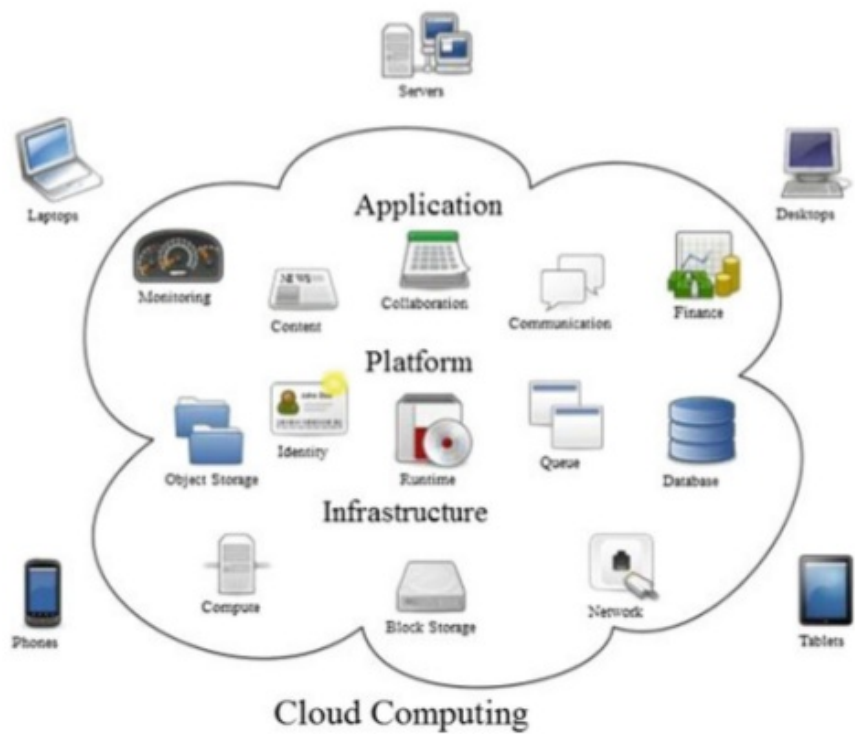 Servers
Laptops
Desktops
Application
Monitoring
Content
Collaboration
Communication
Finance
Platform
Object Storage
Identity
Runtime
Queue
Database
Infrastructure
Compute
Block Storage
Network
Phones
Tablets
Cloud Computing